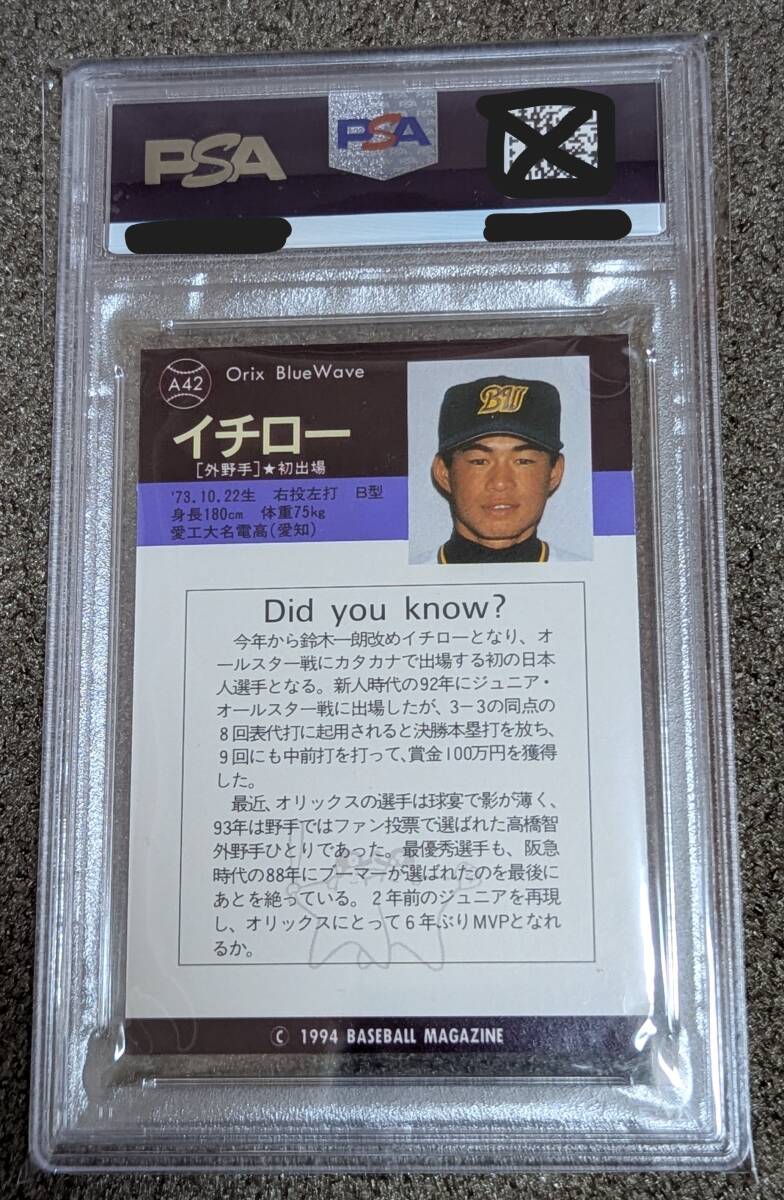 PSA
PSA
A42
Orix BlueWave
イチロー
［外野手］★初出場
'73.10.22生　右投左打　B型
身長180cm　体重75kg
愛工大名電高(愛知)
BW
Did you know?
今年から鈴木一朗改めイチローとなり、オ
ールスター戦にカタカナで出場する初の日本
人選手となる。新人時代の92年にジュニア・
オールスター戦に出場したが、3−3の同点の
8回表代打に起用されると決勝本塁打を放ち、
9回にも中前打を打って、賞金100万円を獲得
した。
最近、オリックスの選手は球宴で影が薄く、
93年は野手ではファン投票で選ばれた高橋智
外野手ひとりであった。最優秀選手も、阪急
時代の88年にブーマーが選ばれたのを最後に
あとを絶っている。2年前のジュニアを再現
し、オリックスにとって6年ぶりMVPとなれ
るか。
© 1994 BASEBALL MAGAZINE